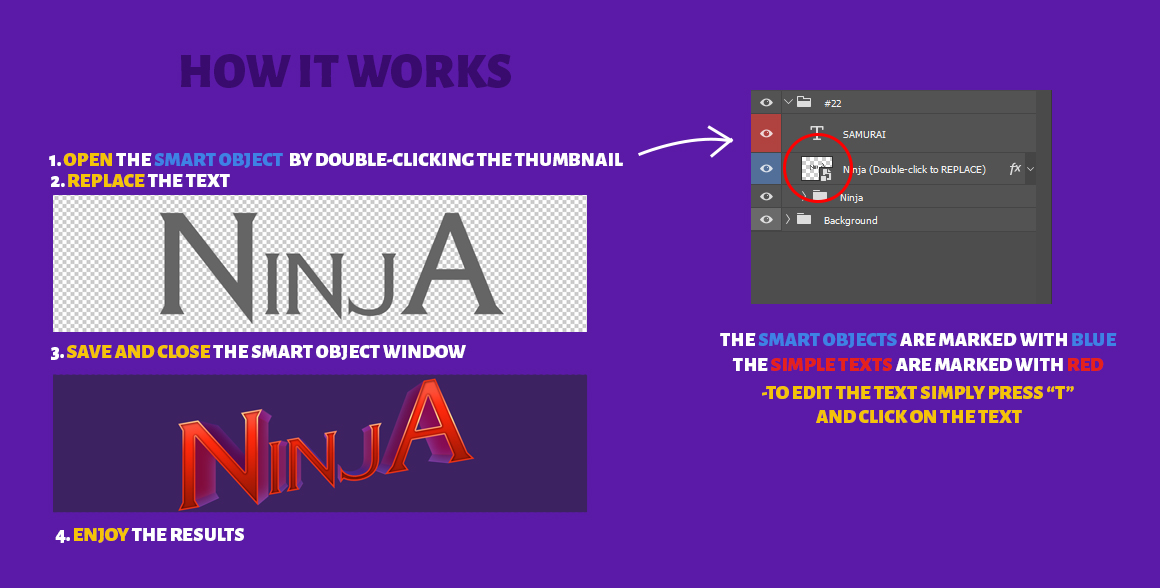 HOW IT WORKS
1. OPEN THE SMART OBJECT BY DOUBLE-CLICKING THE THUMBNAIL
2. REPLACE THE TEXT
NINJA
3. SAVE AND CLOSE THE SMART OBJECT WINDOW
NINJA
4. ENJOY THE RESULTS
#22
T SAMURAI
Ninja (Double-click to REPLACE) fx
Ninja
Background
THE SMART OBJECTS ARE MARKED WITH BLUE
THE SIMPLE TEXTS ARE MARKED WITH RED
-TO EDIT THE TEXT SIMPLY PRESS “T”
AND CLICK ON THE TEXT